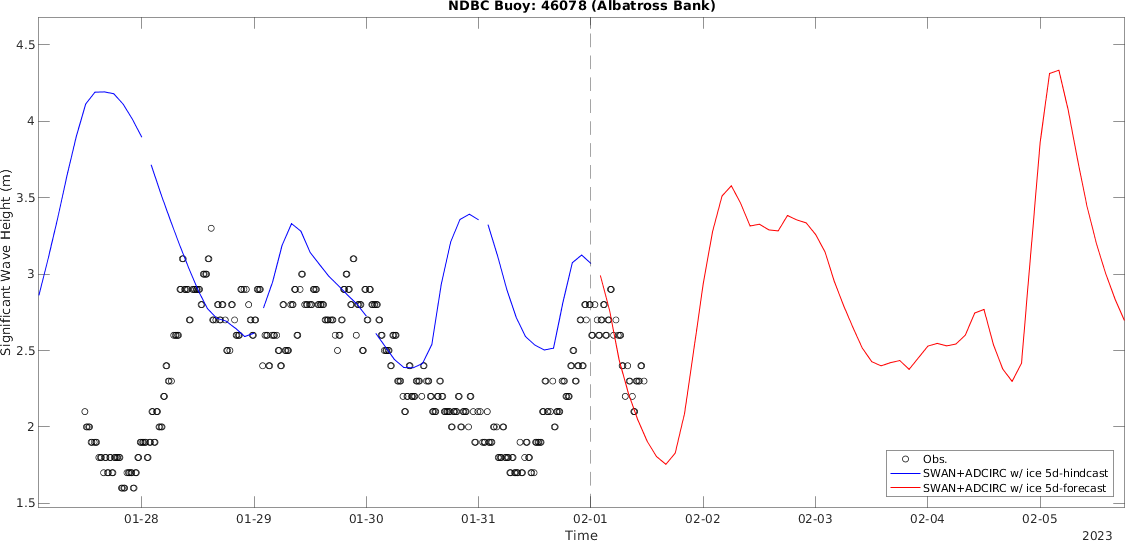 NDBC Buoy: 46078 (Albatross Bank)
4.5
4
3.5
3
2.5
2
1.5
Significant Wave Height (m)
Obs.
SWAN+ADCIRC w/ ice 5d-hindcast
SWAN+ADCIRC w/ ice 5d-forecast
01-28 01-29 01-30 01-31 02-01 02-02 02-03 02-04 02-05
Time
2023